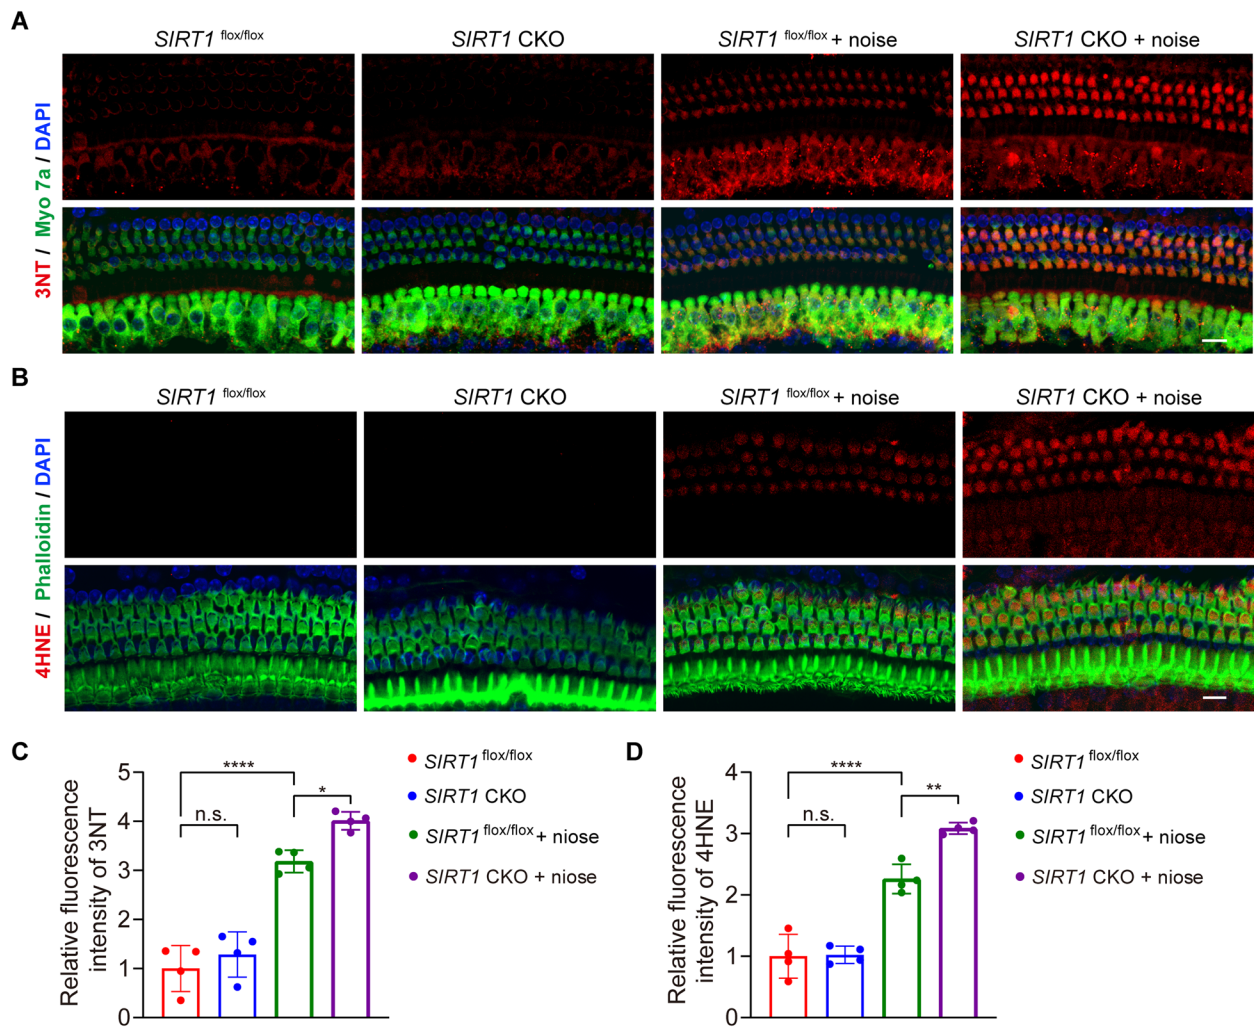 A
SIRT1 flox/flox
SIRT1 CKO
SIRT1 flox/flox + noise
SIRT1 CKO + noise
3NT / Myo 7a / DAPI
B
SIRT1 flox/flox
SIRT1 CKO
SIRT1 flox/flox + noise
SIRT1 CKO + noise
4HNE / Phalloidin / DAPI
C
Relative fluorescence
intensity of 3NT
5
4
3
2
1
0
****
*
n.s.
SIRT1 flox/flox
SIRT1 CKO
SIRT1 flox/flox + niose
SIRT1 CKO + niose
D
Relative fluorescence
intensity of 4HNE
4
3
2
1
0
****
**
n.s.
SIRT1 flox/flox
SIRT1 CKO
SIRT1 flox/flox + niose
SIRT1 CKO + niose